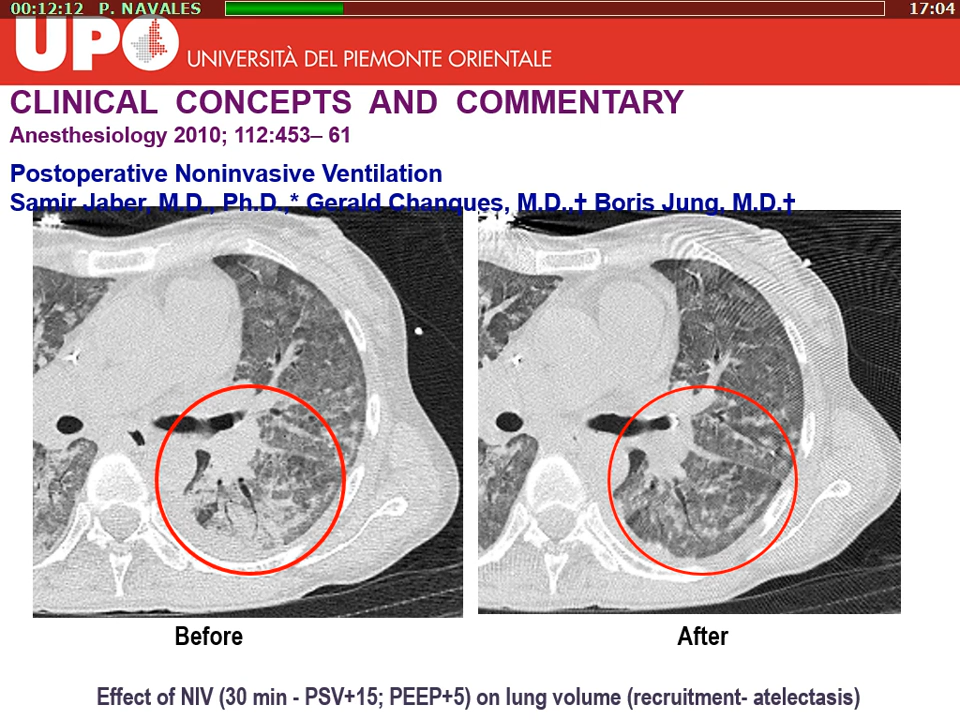 00:12:12 P. NAVALES 17:04
UPO UNIVERSITÀ DEL PIEMONTE ORIENTALE
CLINICAL CONCEPTS AND COMMENTARY
Anesthesiology 2010; 112:453– 61
Postoperative Noninvasive Ventilation
Samir Jaber, M.D., Ph.D.,* Gerald Chanques, M.D.,† Boris Jung, M.D.†
Before After
Effect of NIV (30 min - PSV+15; PEEP+5) on lung volume (recruitment- atelectasis)